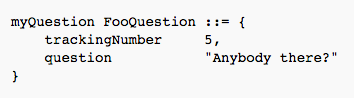 myQuestion FooQuestion ::= {
    trackingNumber     5,
    question           "Anybody there?"
}